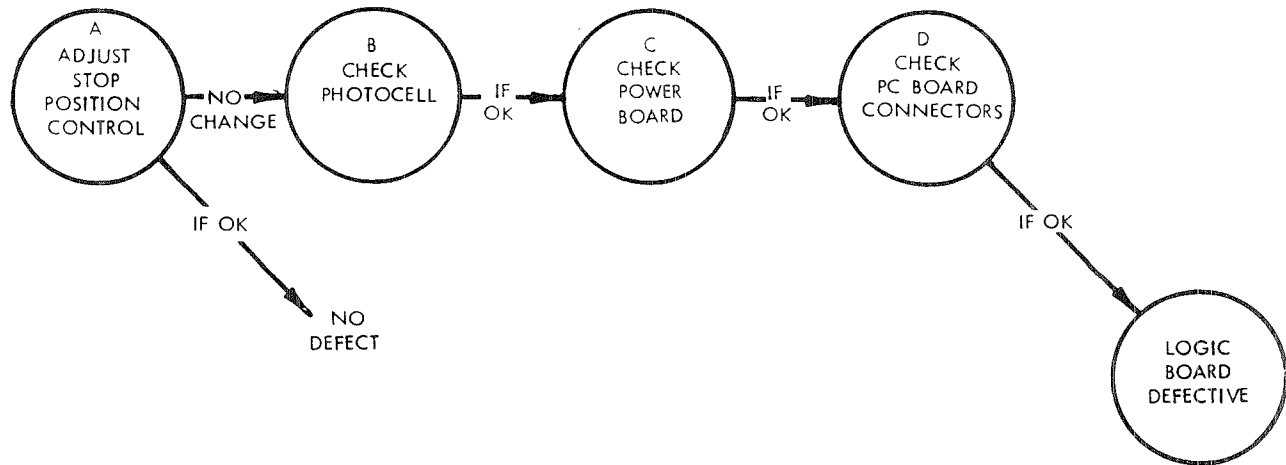 A
ADJUST
STOP
POSITION
CONTROL
NO
CHANGE
B
CHECK
PHOTOCELL
IF
OK
C
CHECK
POWER
BOARD
IF
OK
D
CHECK
PC BOARD
CONNECTORS
IF OK
NO
DEFECT
IF OK
LOGIC
BOARD
DEFECTIVE